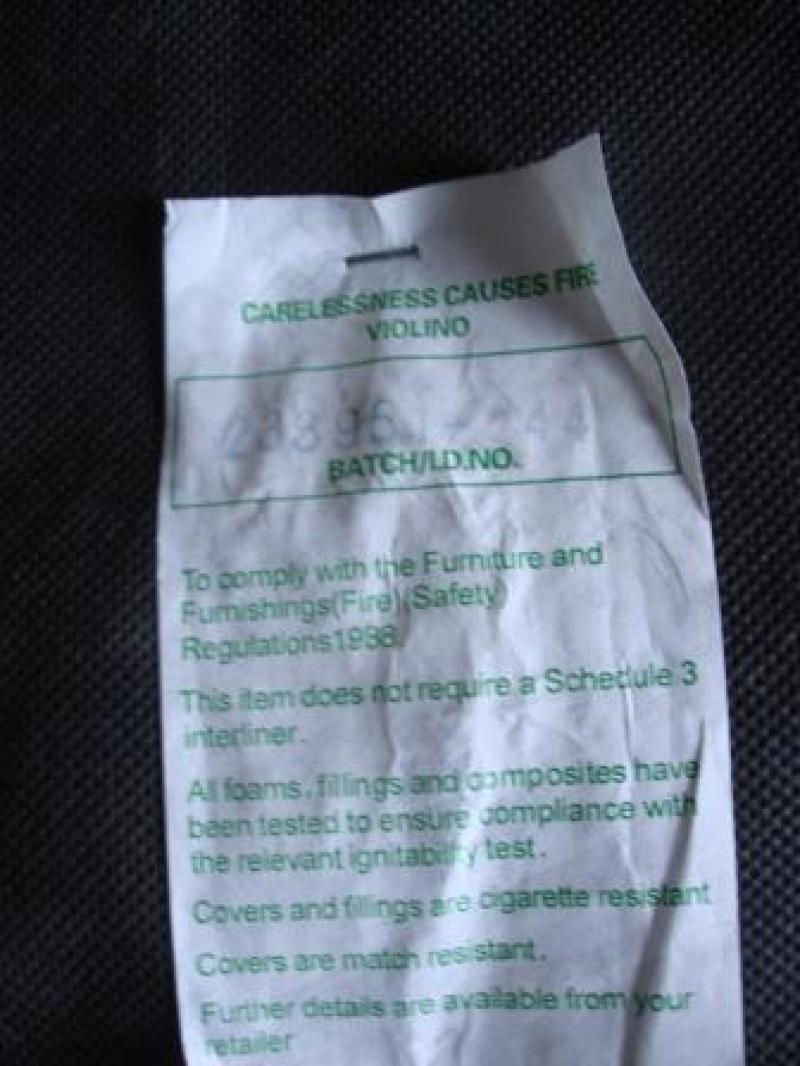 CARELESSNESS CAUSES FIRE
VIOLINO
BATCH/I.D.NO.
To comply with the Furniture and
Furnishings(Fire)(Safety)
Regulations1988
This item does not require a Schedule 3
interliner.
All foams, fillings and composites have
been tested to ensure compliance with
the relevant ignitability test.
Covers and fillings are cigarette resistant
Covers are match resistant.
Further details are available from your
retailer